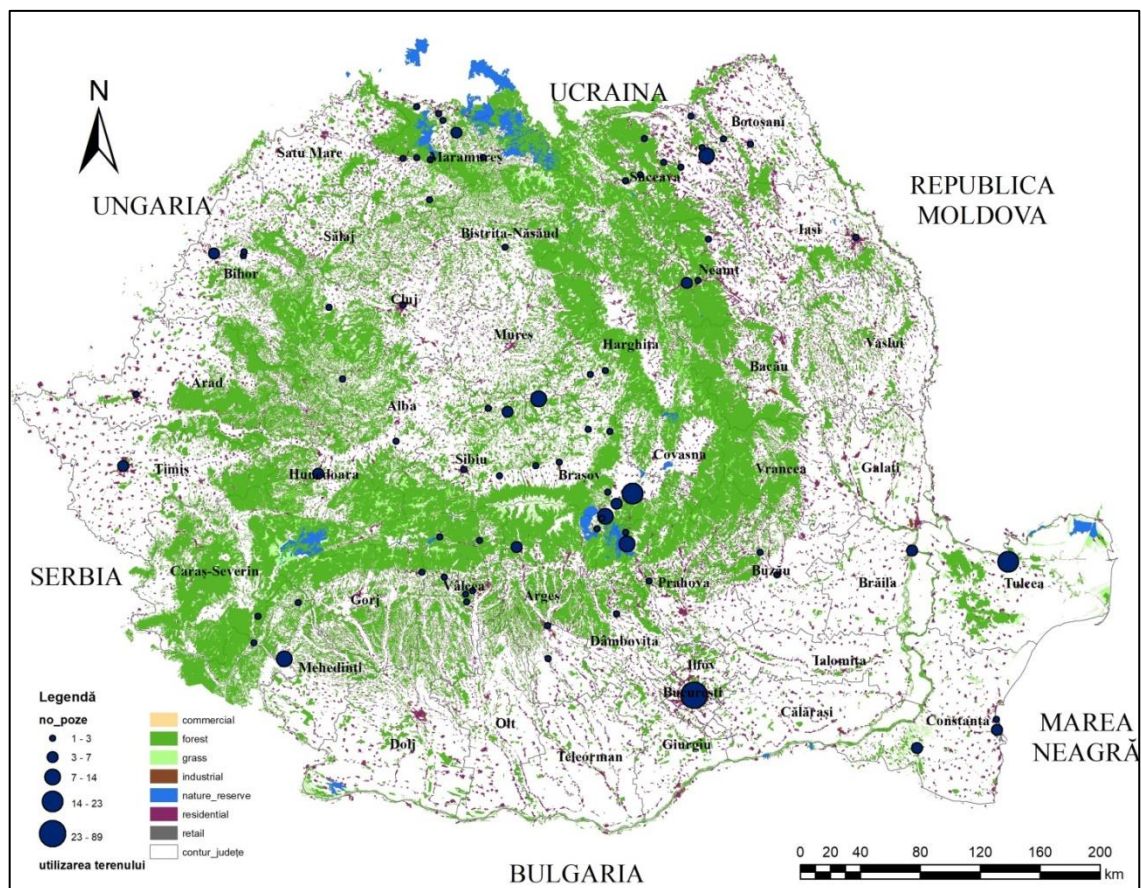 N
UCRAINA
Botoșani
Satu Mare
Maramureș
Suceava
REPUBLICA
MOLDOVA
UNGARIA
Iași
Sălaj
Bistrița-Năsăud
Bihor
Neamț
Cluj
Mureș
Harghița
Vaslui
Bacău
Arad
Alba
Sibiu
Covasna
Timiș
Hunedoara
Brașov
Vrancea
Galați
SERBIA
Caraș-Severin
Vâlcea
Prahova
Buzău
Brăila
Tulcea
Gorj
Argeș
Dâmbovița
Mehedinți
Ilfov
Ialomița
București
Călărași
Constanța
MAREA
NEAGRĂ
Olt
Dolj
Giurgiu
Teleorman
BULGARIA
Legendă
no_poze
1 - 3
3 - 7
7 - 14
14 - 23
23 - 89
utilizarea terenului
commercial
forest
grass
industrial
nature_reserve
residential
retail
contur_județe
0 20 40 80 120 160 200
km